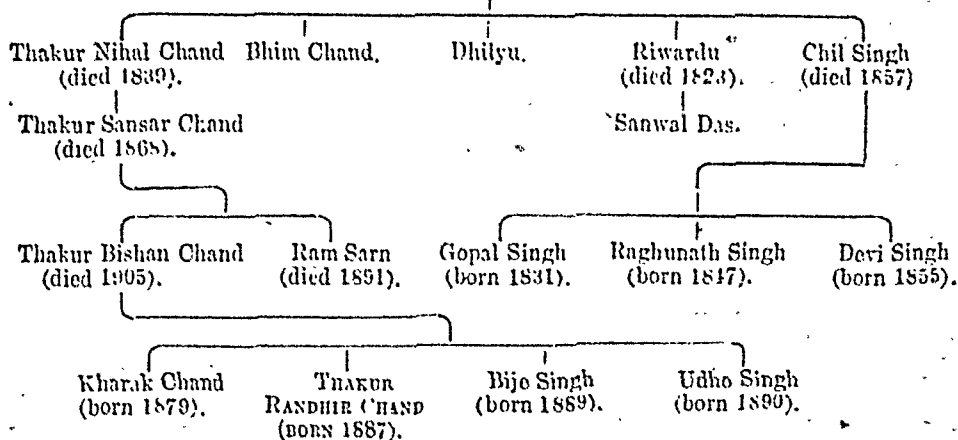 Thakur Nihal Chand Bhim Chand. Dhilyu. Riwardu Chil Singh
(died 1839). (died 1823). (died 1857)
Thakur Sansar Chand Sanwal Das.
(died 1868).
Thakur Bishan Chand Ram Sarn Gopal Singh Raghunath Singh Devi Singh
(died 1905). (died 1891). (born 1831). (born 1847). (born 1855).
Kharak Chand THAKUR Bije Singh Udho Singh
(born 1879). RANDHIR CHAND (born 1889). (born 1890).
(BORN 1887).